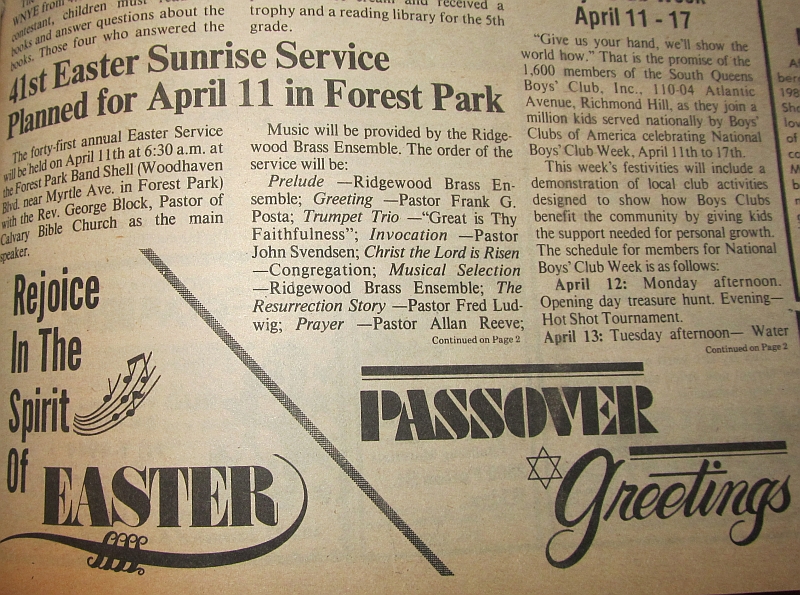 WNYE from
contestant, children must
books and answer questions about the
books. Those four who answered the
and received a
trophy and a reading library for the 5th
grade.
41st Easter Sunrise Service
Planned for April 11 in Forest Park
The forty-first annual Easter Service
will be held on April 11th at 6:30 a.m. at
the Forest Park Band Shell (Woodhaven
Blvd. near Myrtle Ave. in Forest Park)
with the Rev. George Block, Pastor of
Calvary Bible Church as the main
speaker.
Music will be provided by the Ridge-
wood Brass Ensemble. The order of the
service will be:
Prelude —Ridgewood Brass En-
semble; Greeting —Pastor Frank G.
Posta; Trumpet Trio —“Great is Thy
Faithfulness”; Invocation —Pastor
John Svendsen; Christ the Lord is Risen
—Congregation; Musical Selection
—Ridgewood Brass Ensemble; The
Resurrection Story —Pastor Fred Lud-
wig; Prayer —Pastor Allan Reeve;
Continued on Page 2
April 11 - 17
“Give us your hand, we’ll show the
world how.” That is the promise of the
1,600 members of the South Queens
Boys’ Club, Inc., 110-04 Atlantic
Avenue, Richmond Hill, as they join a
million kids served nationally by Boys’
Clubs of America celebrating National
Boys’ Club Week, April 11th to 17th.
This week’s festivities will include a
demonstration of local club activities
designed to show how Boys Clubs
benefit the community by giving kids
the support needed for personal growth.
The schedule for members for National
Boys’ Club Week is as follows:
April 12: Monday afternoon.
Opening day treasure hunt. Evening—
Hot Shot Tournament.
April 13: Tuesday afternoon— Water
Continued on Page 2
Rejoice
In The
Spirit
Of
EASTER
PASSOVER
Greetings